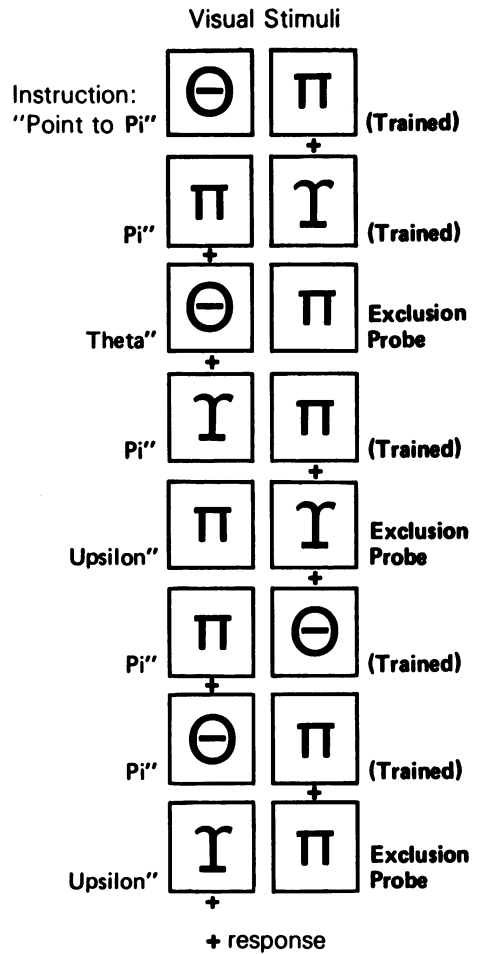 Visual Stimuli
Θ Π
Instruction:
"Point to Pi"
(Trained)
+
Π ϒ
Pi"
(Trained)
+
Θ Π
Exclusion
Theta"
Probe
+
ϒ Π
Pi"
(Trained)
+
Π ϒ
Exclusion
Upsilon"
Probe
+
Π Θ
Pi"
(Trained)
+
Θ Π
Pi"
(Trained)
+
ϒ Π
Exclusion
Upsilon"
Probe
+
+ response